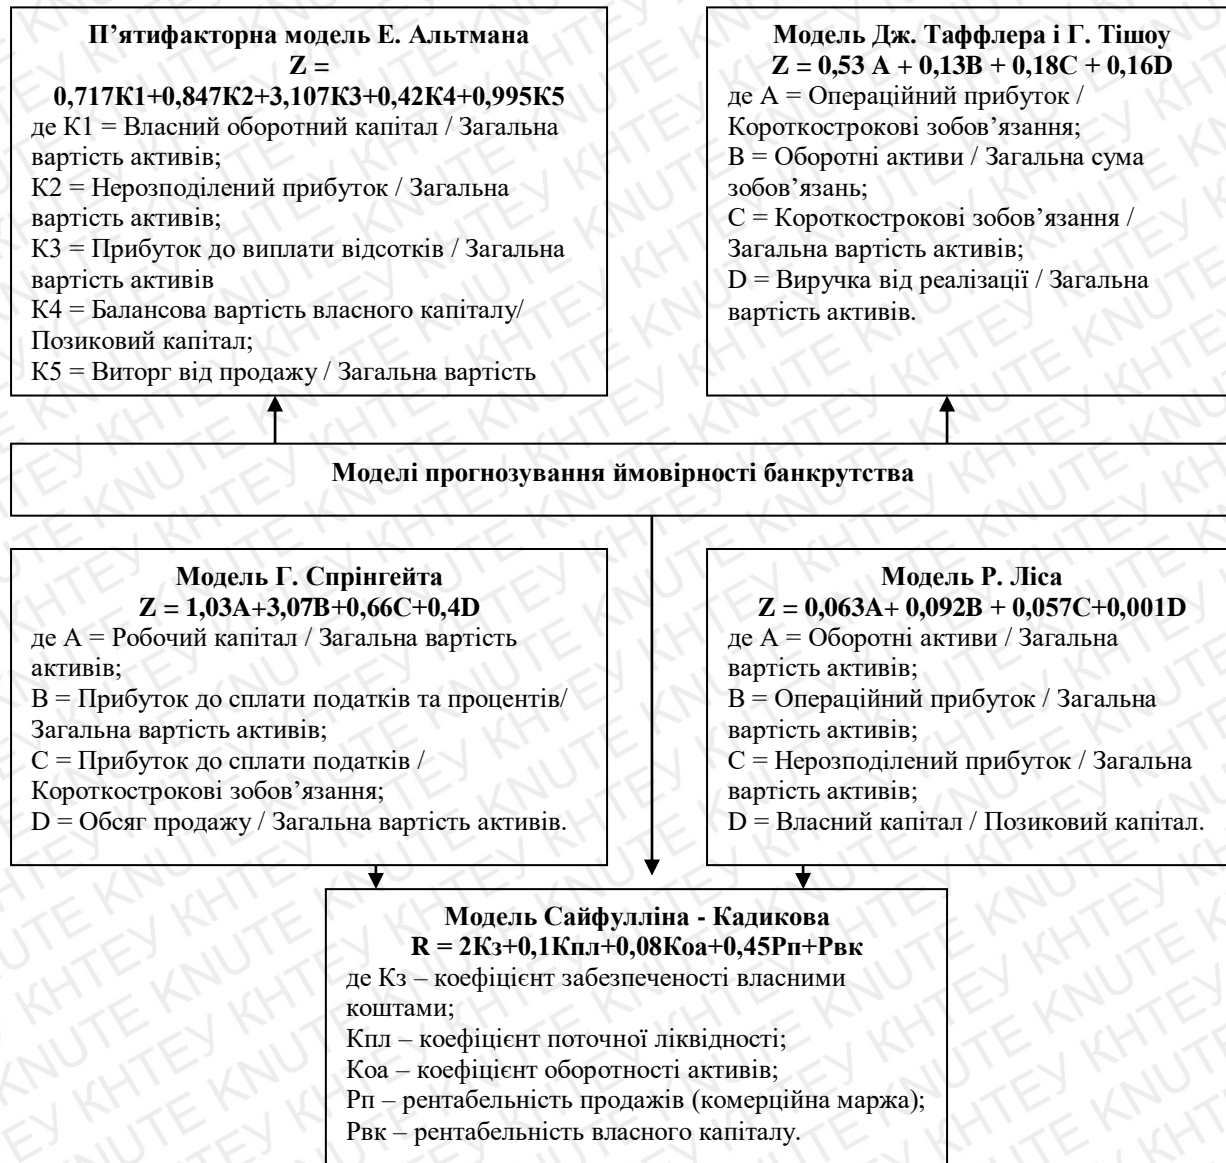 П’ятифакторна модель Е. Альтмана
Z =
0,717К1+0,847К2+3,107К3+0,42К4+0,995К5
де К1 = Власний оборотний капітал / Загальна
вартість активів;
К2 = Нерозподілений прибуток / Загальна
вартість активів;
К3 = Прибуток до виплати відсотків / Загальна
вартість активів
К4 = Балансова вартість власного капіталу/
Позиковий капітал;
К5 = Виторг від продажу / Загальна вартість
Модель Дж. Таффлера і Г. Тішоу
Z = 0,53 A + 0,13B + 0,18C + 0,16D
де А = Операційний прибуток /
Короткострокові зобов’язання;
В = Оборотні активи / Загальна сума
зобов’язань;
С = Короткострокові зобов’язання /
Загальна вартість активів;
D = Виручка від реалізації / Загальна
вартість активів.
Моделі прогнозування ймовірності банкрутства
Модель Г. Спрінгейта
Z = 1,03А+3,07В+0,66С+0,4D
де А = Робочий капітал / Загальна вартість
активів;
В = Прибуток до сплати податків та процентів/
Загальна вартість активів;
С = Прибуток до сплати податків /
Короткострокові зобов’язання;
D = Обсяг продажу / Загальна вартість активів.
Модель Р. Ліса
Z = 0,063А+ 0,092В + 0,057С+0,001D
де А = Оборотні активи / Загальна
вартість активів;
В = Операційний прибуток / Загальна
вартість активів;
С = Нерозподілений прибуток / Загальна
вартість активів;
D = Власний капітал / Позиковий капітал.
Модель Сайфулліна - Кадикова
R = 2Кз+0,1Кпл+0,08Коа+0,45Рп+Рвк
де Кз – коефіцієнт забезпеченості власними
коштами;
Кпл – коефіцієнт поточної ліквідності;
Коа – коефіцієнт оборотності активів;
Рп – рентабельність продажів (комерційна маржа);
Рвк – рентабельність власного капіталу.